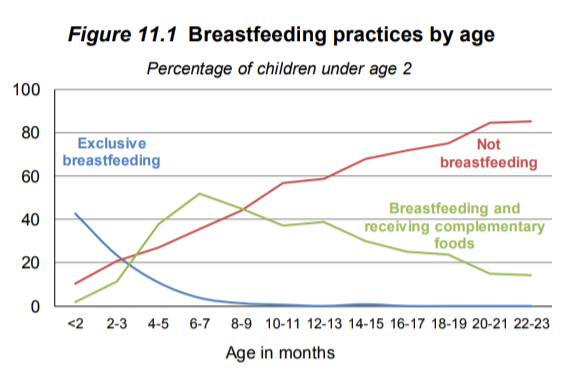 Figure 11.1 Breastfeeding practices by age
Percentage of children under age 2
100
80
60
40
20
0
Exclusive
breastfeeding
Not
breastfeeding
Breastfeeding and
receiving complementary
foods
<2 2-3 4-5 6-7 8-9 10-11 12-13 14-15 16-17 18-19 20-21 22-23
Age in months